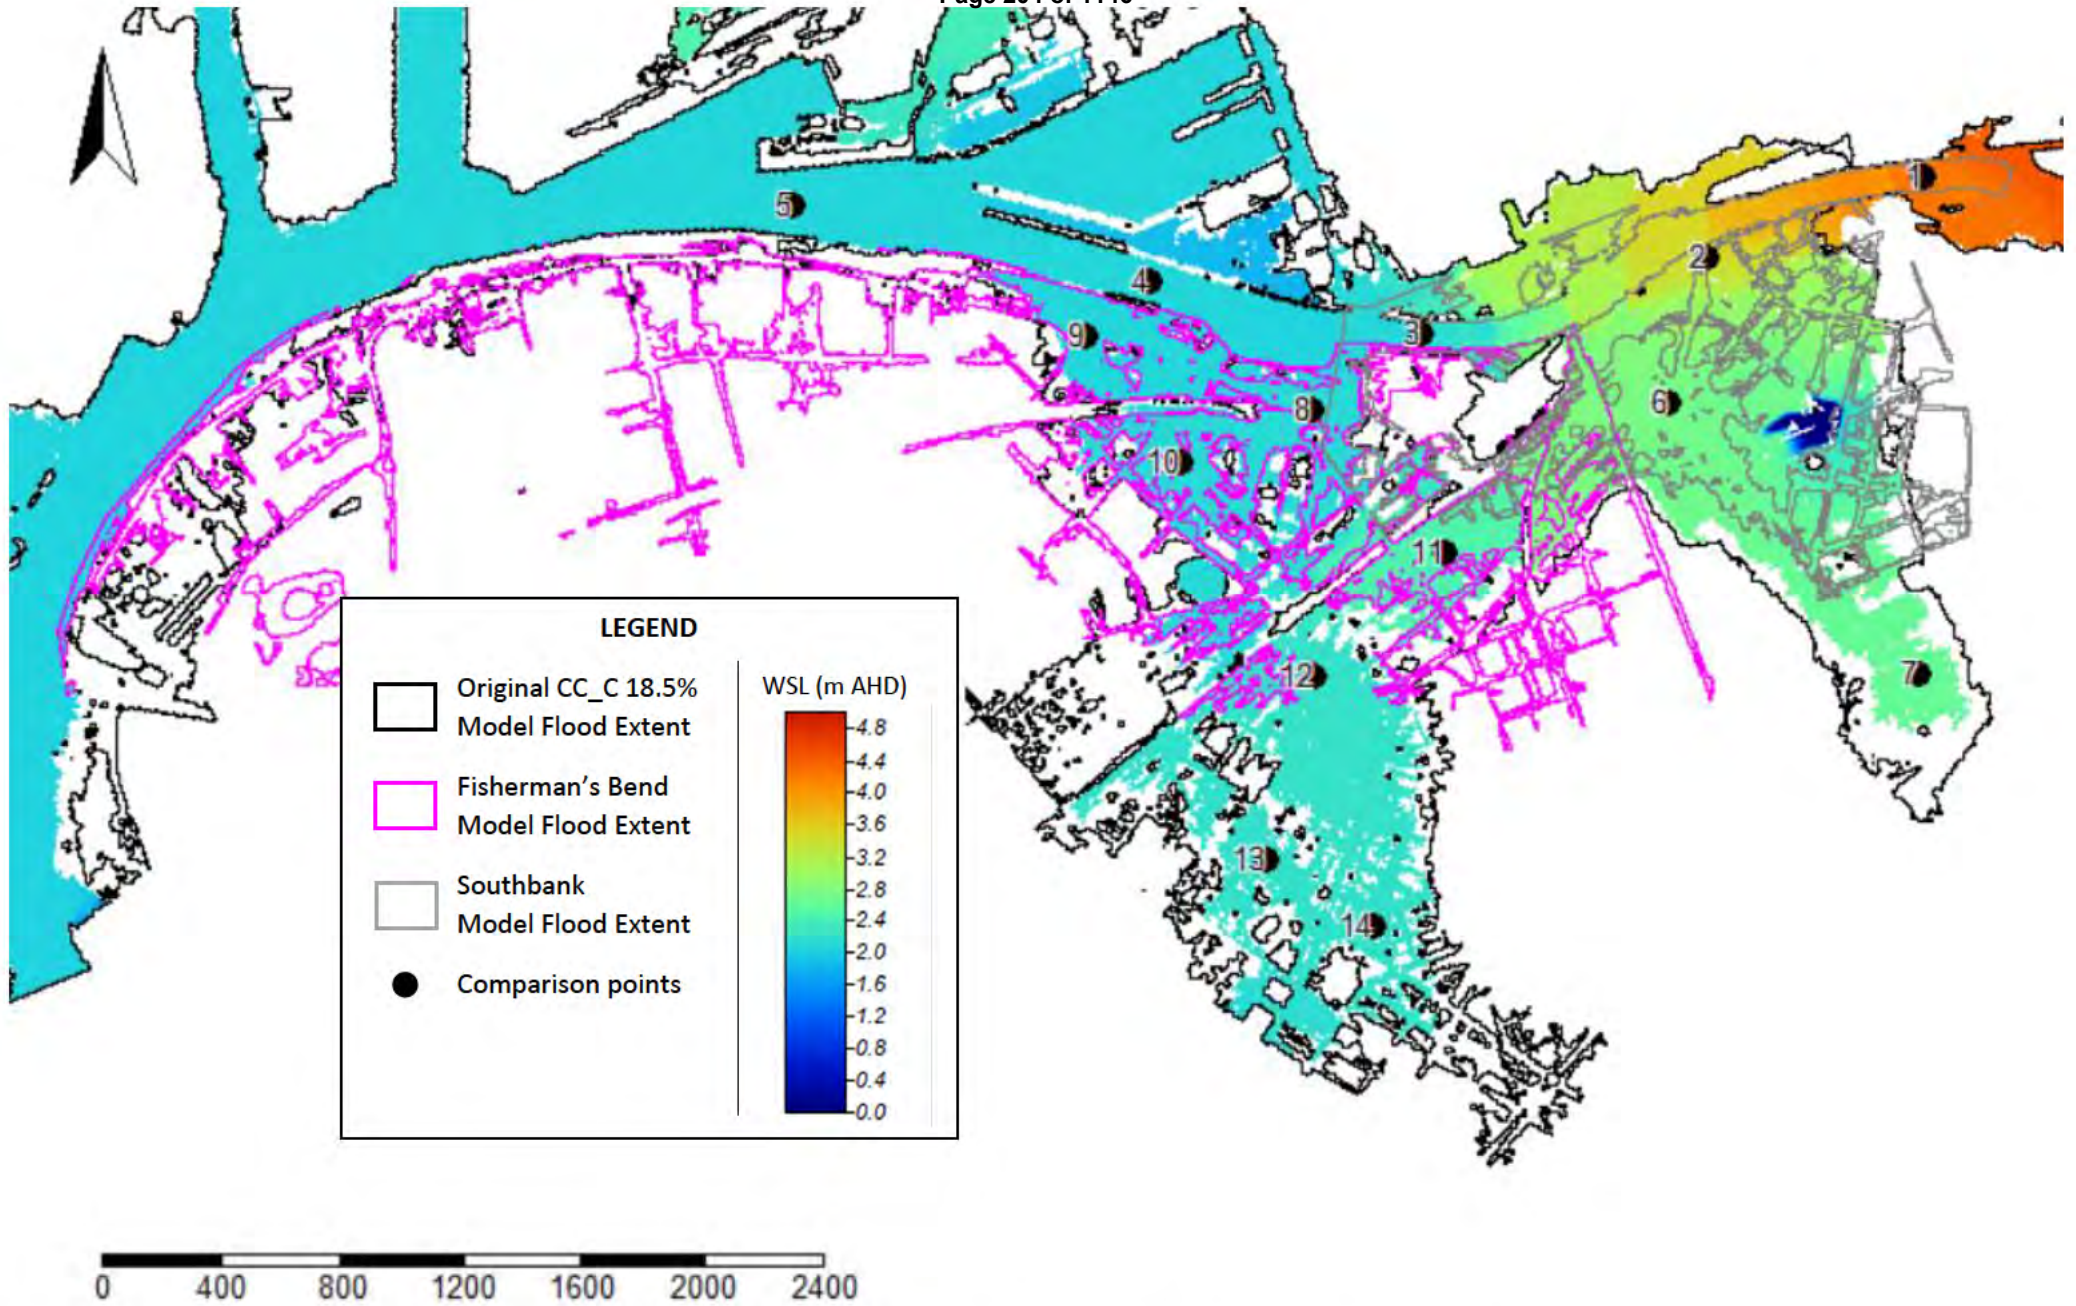 1
2
5
4
3
9
6
8
10
11
7
12
13
14
LEGEND
Original CC_C 18.5%
Model Flood Extent
Fisherman's Bend
Model Flood Extent
Southbank
Model Flood Extent
Comparison points
WSL (m AHD)
4.8
4.4
4.0
3.6
3.2
2.8
2.4
2.0
1.6
1.2
0.8
0.4
0.0
0 400 800 1200 1600 2000 2400